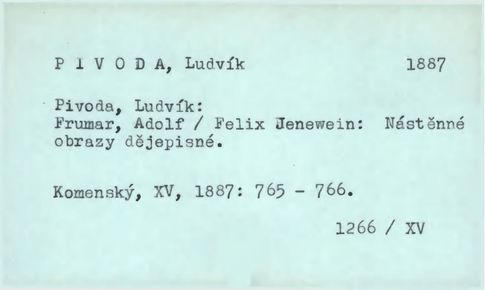 P I V O D A, Ludvík 1887
Pivoda, Ludvík:
Frumar, Adolf / Felix Jenewein: Nástěnné
obrazy dějepisné.
Komenský, XV, 1887: 765 - 766.
1266 / XV